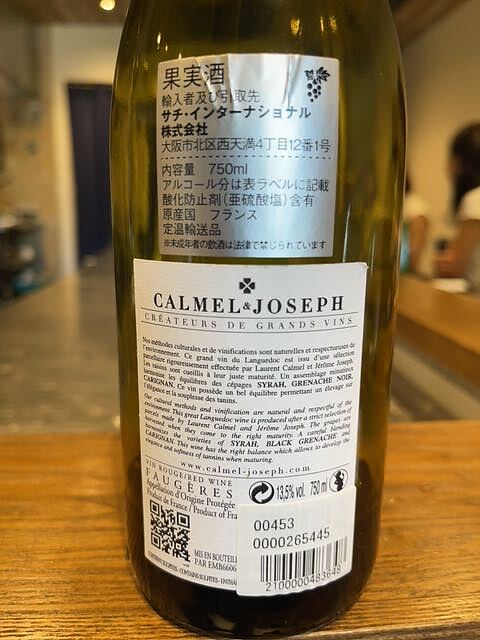 果実酒
輸入者及び引取先
サチ・インターナショナル
株式会社
大阪市北区西天満4丁目12番1号
内容量 750ml
アルコール分は表ラベルに記載
酸化防止剤(亜硫酸塩)含有
原産国 フランス
定温輸送品
※未成年者の飲酒は法律で禁じられています
CALMEL & JOSEPH
CRÉATEURS DE GRANDS VINS
Nos méthodes culturales et de vinifications sont naturelles et respectueuses de
l'environnement. Ce grand vin du Languedoc est issu d'une sélection
parcellaire rigoureusement effectuée par Laurent Calmel et Jérôme Joseph.
Les raisins sont cueillis à leur juste maturité. Un assemblage minutieux
harmonise les équilibres des cépages SYRAH, GRENACHE NOIR,
CARIGNAN. Ce vin possède un bel équilibre permettant un élevage sur
l'élégance et la souplesse des tanins.
Our cultural methods and vinification are natural and respectful of the
environment. This great Languedoc wine is produced after a strict selection of
parcels made by Laurent Calmel and Jérôme Joseph. The grapes are
harvested when they come to the right maturity. A careful blending
harmonizes the varieties of SYRAH, BLACK GRENACHE and
CARIGNAN. This wine has the right balance which allows to develop the
elegance and softness of tannins when maturing.
www.calmel-joseph.com
VIN ROUGE/RED WINE
FAUGÈRES
Appellation d'Origine Protégée
Produit de France / Product of Fra
13,5% vol. 750 ml
MIS EN BOUTEILL
PAR EMB6606
00453
0000265445
2100000483648